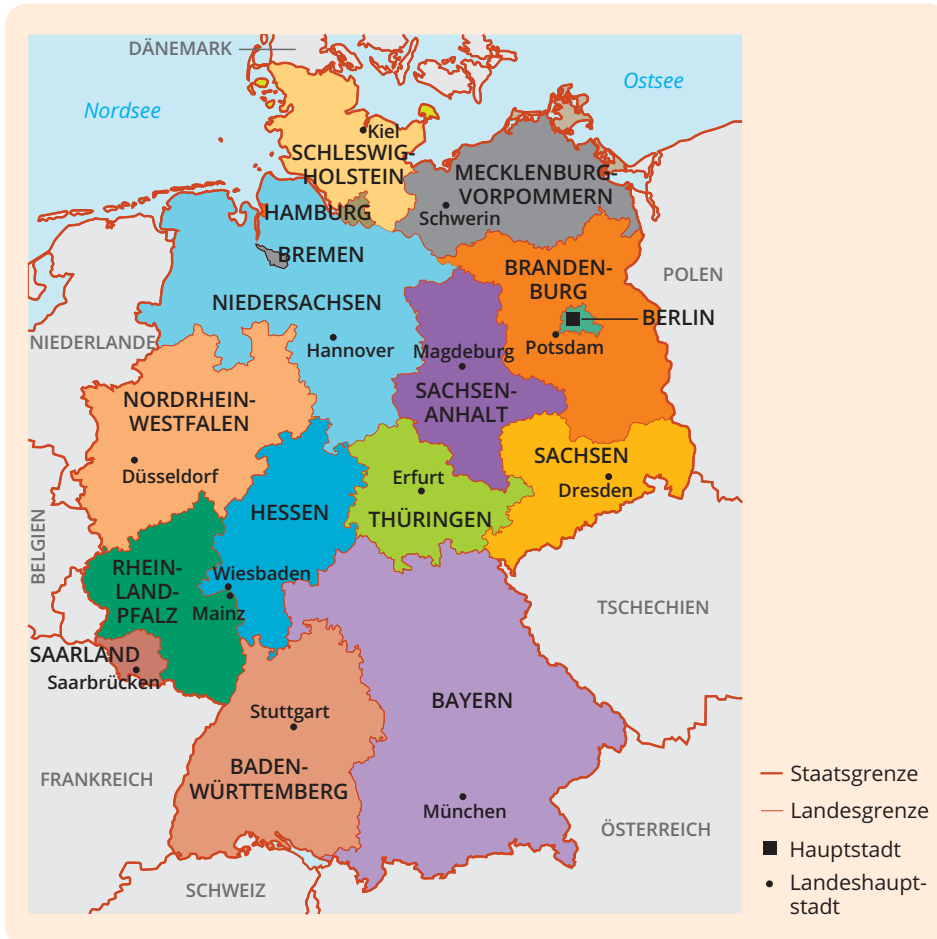 DÄNEMARK
Ostsee
Nordsee
Kiel
SCHLESWIG-
HOLSTEIN
MECKLENBURG-
VORPOMMERN
Schwerin
HAMBURG
BREMEN
BRANDEN-
BURG
POLEN
NIEDERSACHSEN
BERLIN
NIEDERLANDE
Hannover
Magdeburg
Potsdam
NORDRHEIN-
WESTFALEN
SACHSEN-
ANHALT
SACHSEN
Düsseldorf
Erfurt
Dresden
HESSEN
THÜRINGEN
BELGIEN
RHEIN-
LAND-
PFALZ
Wiesbaden
Mainz
TSCHECHIEN
SAARLAND
Saarbrücken
BAYERN
Stuttgart
FRANKREICH
BADEN-
WÜRTTEMBERG
München
ÖSTERREICH
SCHWEIZ
Staatsgrenze
Landesgrenze
Hauptstadt
Landeshaupt-
stadt